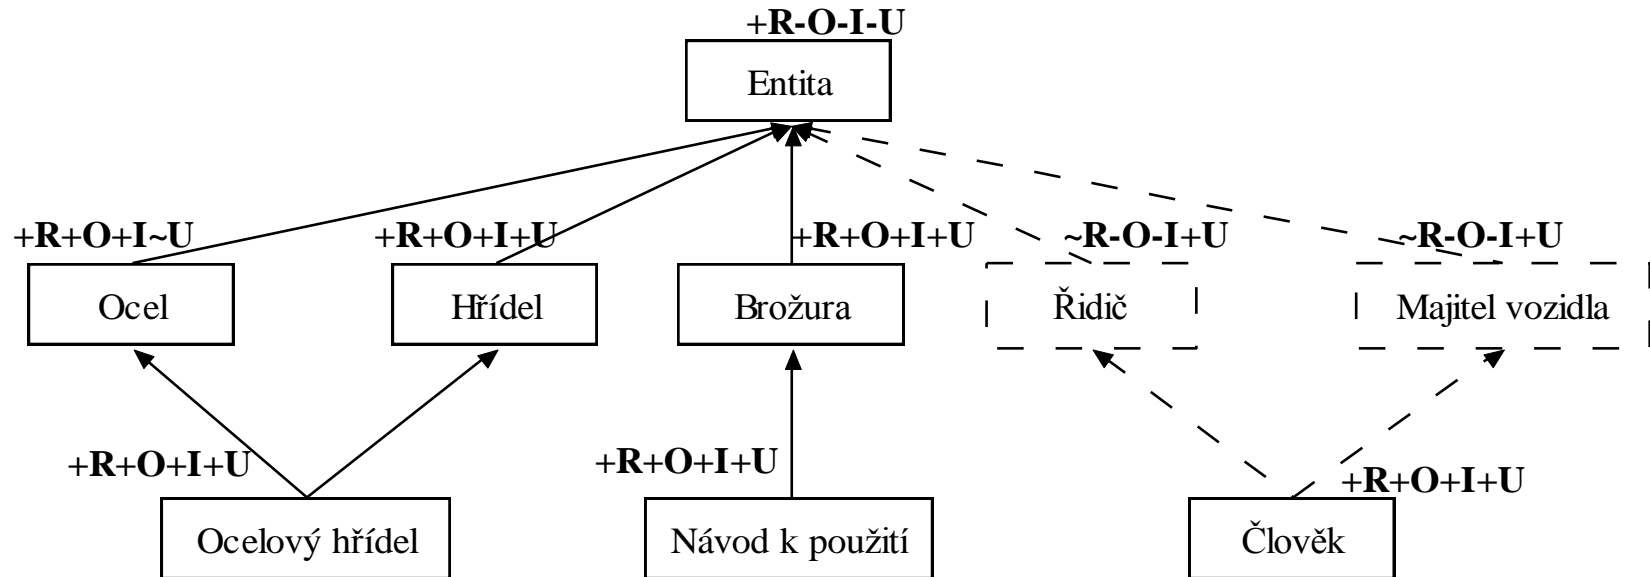 +R-O-I-U
Entita
+R+O+I~U
+R+O+I+U
+R+O+I+U
~R-O-I+U
~R-O-I+U
Ocel
Hřídel
Brožura
Řidič
Majitel vozidla
+R+O+I+U
+R+O+I+U
+R+O+I+U
Ocelový hřídel
Návod k použití
Člověk